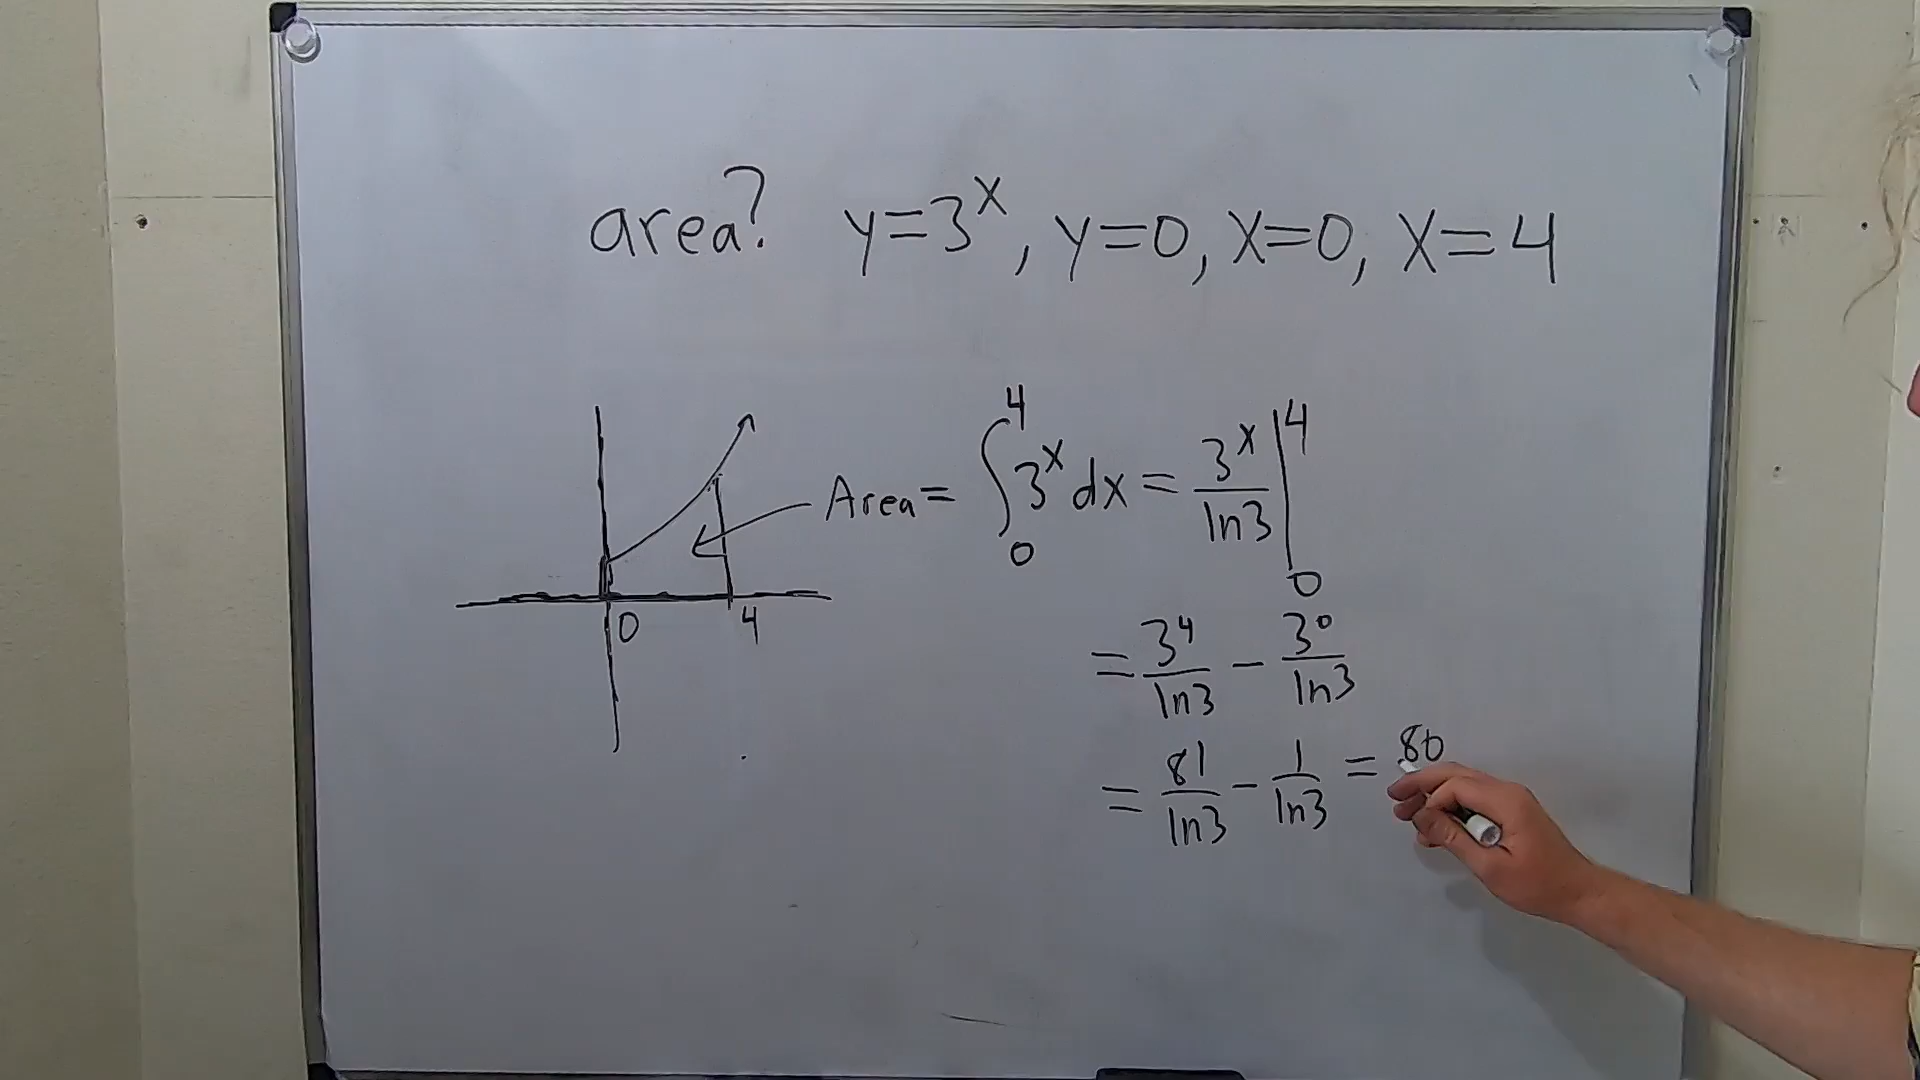 area? y=3^x, y=0, x=0, x=4
Area = ∫_0^4 3^x dx = 3^x/ln3 |_0^4
0 4
= 3^4/ln3 - 3^0/ln3
= 81/ln3 - 1/ln3 = 80